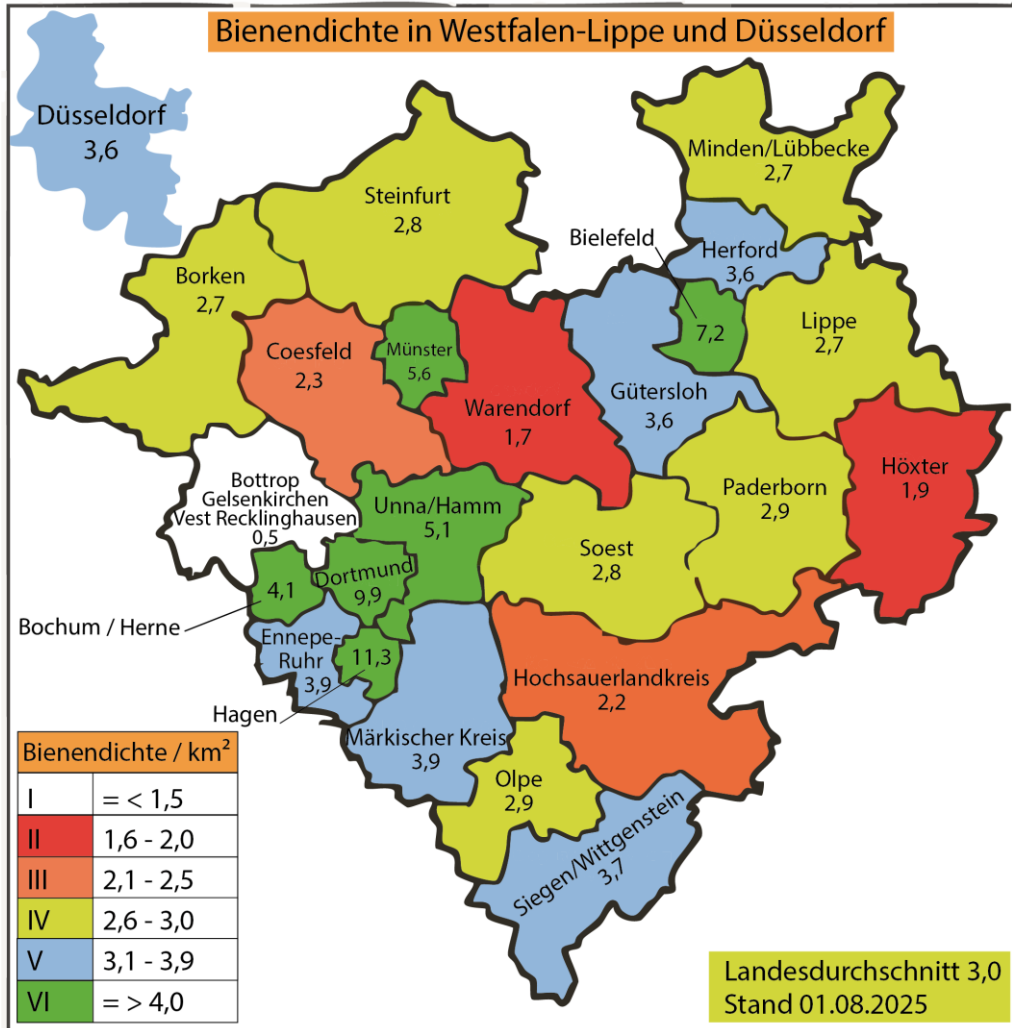 Bienendichte in Westfalen-Lippe und Düsseldorf
Düsseldorf
3,6
Minden/Lübbecke
2,7
Steinfurt
2,8
Bielefeld
Herford
3,6
Borken
2,7
7,2
Lippe
2,7
Coesfeld
2,3
Münster
5,6
Warendorf
1,7
Gütersloh
3,6
Höxter
1,9
Paderborn
2,9
Bottrop
Gelsenkirchen
Vest Recklinghausen
0,5
Unna/Hamm
5,1
Soest
2,8
4,1
Dortmund
9,9
Bochum / Herne
Ennepe-
Ruhr
3,9
11,3
Hagen
Hochsauerlandkreis
2,2
Märkischer Kreis
3,9
Olpe
2,9
Siegen/Wittgenstein
3,7
Bienendichte / km²
I = < 1,5
II 1,6 - 2,0
III 2,1 - 2,5
IV 2,6 - 3,0
V 3,1 - 3,9
VI = > 4,0
Landesdurchschnitt 3,0
Stand 01.08.2025